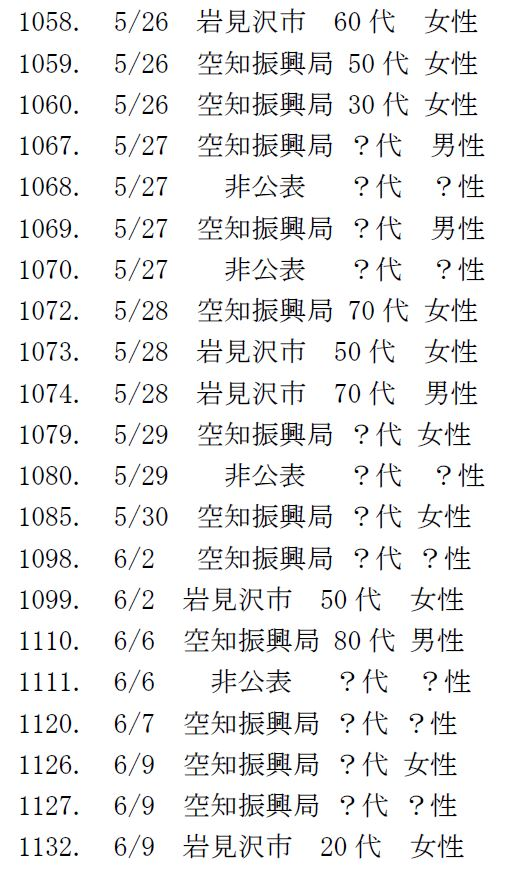 1058. 5/26 岩見沢市 60代 女性
1059. 5/26 空知振興局 50代 女性
1060. 5/26 空知振興局 30代 女性
1067. 5/27 空知振興局 ?代 男性
1068. 5/27 非公表 ?代 ?性
1069. 5/27 空知振興局 ?代 男性
1070. 5/27 非公表 ?代 ?性
1072. 5/28 空知振興局 70代 女性
1073. 5/28 岩見沢市 50代 女性
1074. 5/28 岩見沢市 70代 男性
1079. 5/29 空知振興局 ?代 女性
1080. 5/29 非公表 ?代 ?性
1085. 5/30 空知振興局 ?代 女性
1098. 6/2 空知振興局 ?代 ?性
1099. 6/2 岩見沢市 50代 女性
1110. 6/6 空知振興局 80代 男性
1111. 6/6 非公表 ?代 ?性
1120. 6/7 空知振興局 ?代 ?性
1126. 6/9 空知振興局 ?代 女性
1127. 6/9 空知振興局 ?代 ?性
1132. 6/9 岩見沢市 20代 女性